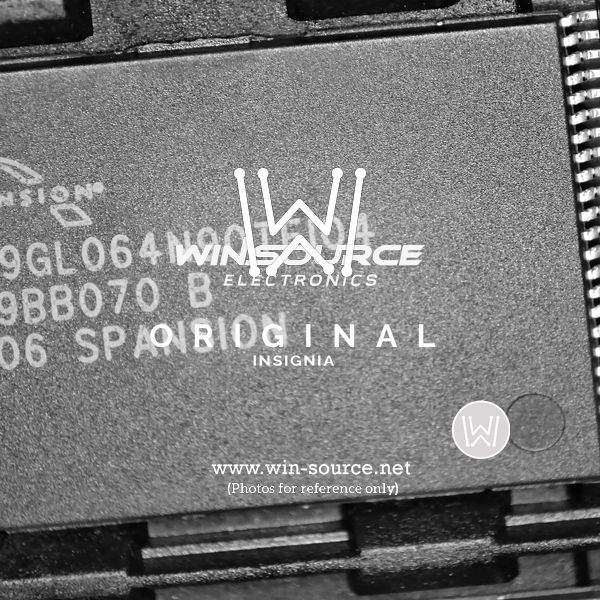 NSION®
9GL064N90TFI04
WINSOURCE
ELECTRONICS
9BB070 B
06 SPANSION
ORIGINAL
INSIGNIA
W
www.win-source.net
(Photos for reference only)